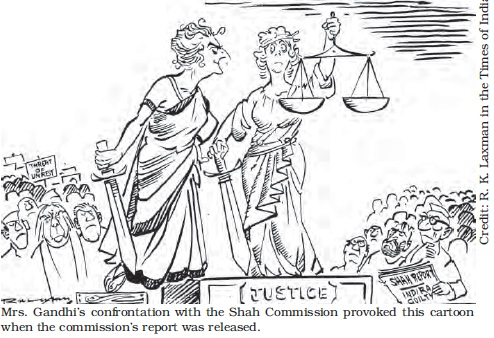 Credit: R. K. Laxman in the Times of India
THREAT
OF
UNREST
[JUSTICE]
SHAH REPORT
INDIRA
GUILTY
Mrs. Gandhi's confrontation with the Shah Commission provoked this cartoon
when the commission's report was released.